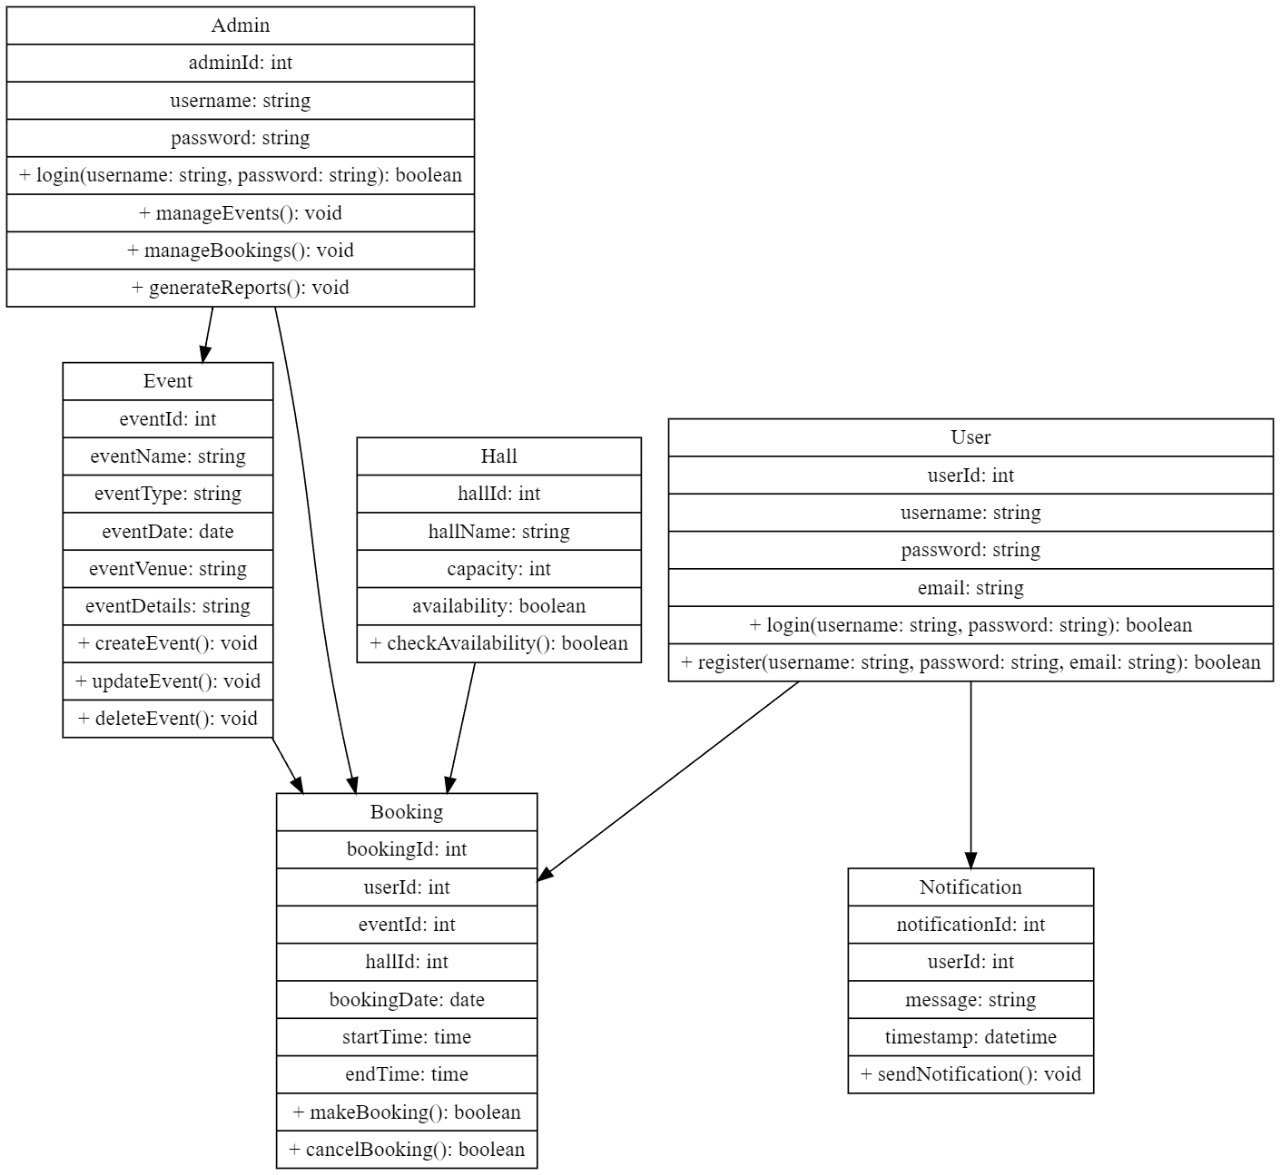 Admin
adminId: int
username: string
password: string
+ login(username: string, password: string): boolean
+ manageEvents(): void
+ manageBookings(): void
+ generateReports(): void
Event
eventId: int
eventName: string
eventType: string
eventDate: date
eventVenue: string
eventDetails: string
+ createEvent(): void
+ updateEvent(): void
+ deleteEvent(): void
Hall
hallId: int
hallName: string
capacity: int
availability: boolean
+ checkAvailability(): boolean
User
userId: int
username: string
password: string
email: string
+ login(username: string, password: string): boolean
+ register(username: string, password: string, email: string): boolean
Booking
bookingId: int
userId: int
eventId: int
hallId: int
bookingDate: date
startTime: time
endTime: time
+ makeBooking(): boolean
+ cancelBooking(): boolean
Notification
notificationId: int
userId: int
message: string
timestamp: datetime
+ sendNotification(): void